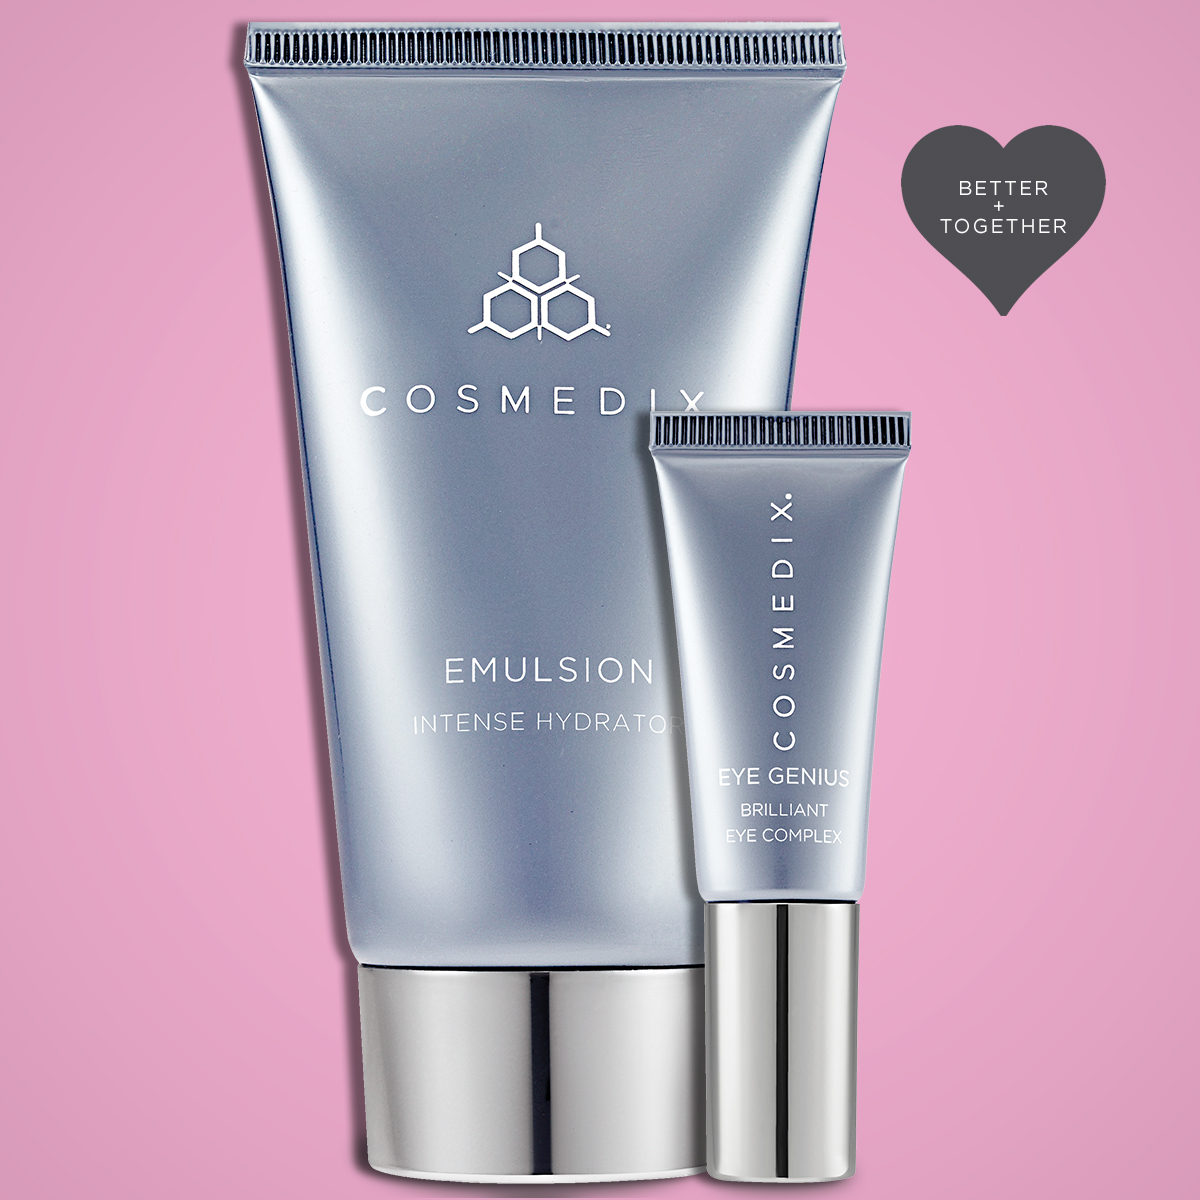 COSMEDIX
EMULSION
INTENSE HYDRATOR
COSMEDIX.
EYE GENIUS
BRILLIANT
EYE COMPLEX
BETTER
+
TOGETHER